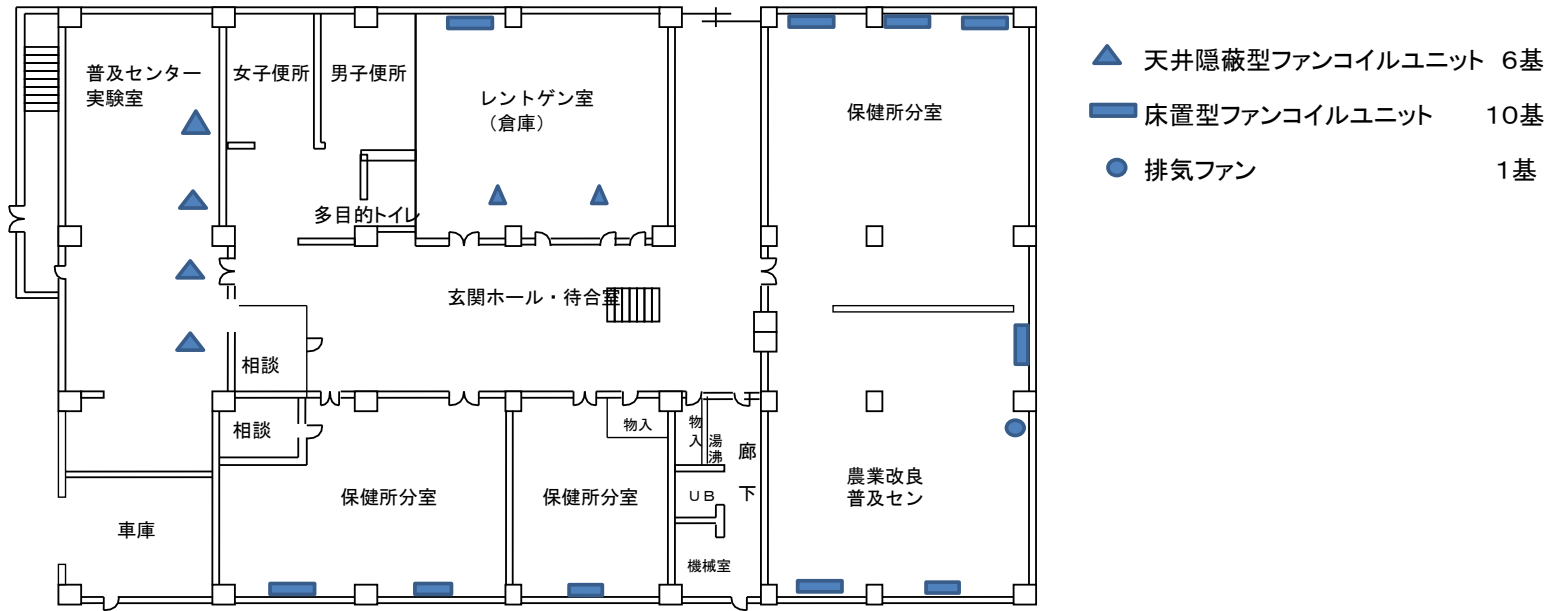 普及センター
実験室
女子便所
男子便所
レントゲン室
（倉庫）
保健所分室
多目的トイレ
玄関ホール・待合室
相談
相談
保健所分室
保健所分室
物入
物入
湯沸
廊下
UB
機械室
車庫
農業改良
普及セン
天井隠蔽型ファンコイルユニット 6基
床置型ファンコイルユニット 10基
排気ファン 1基